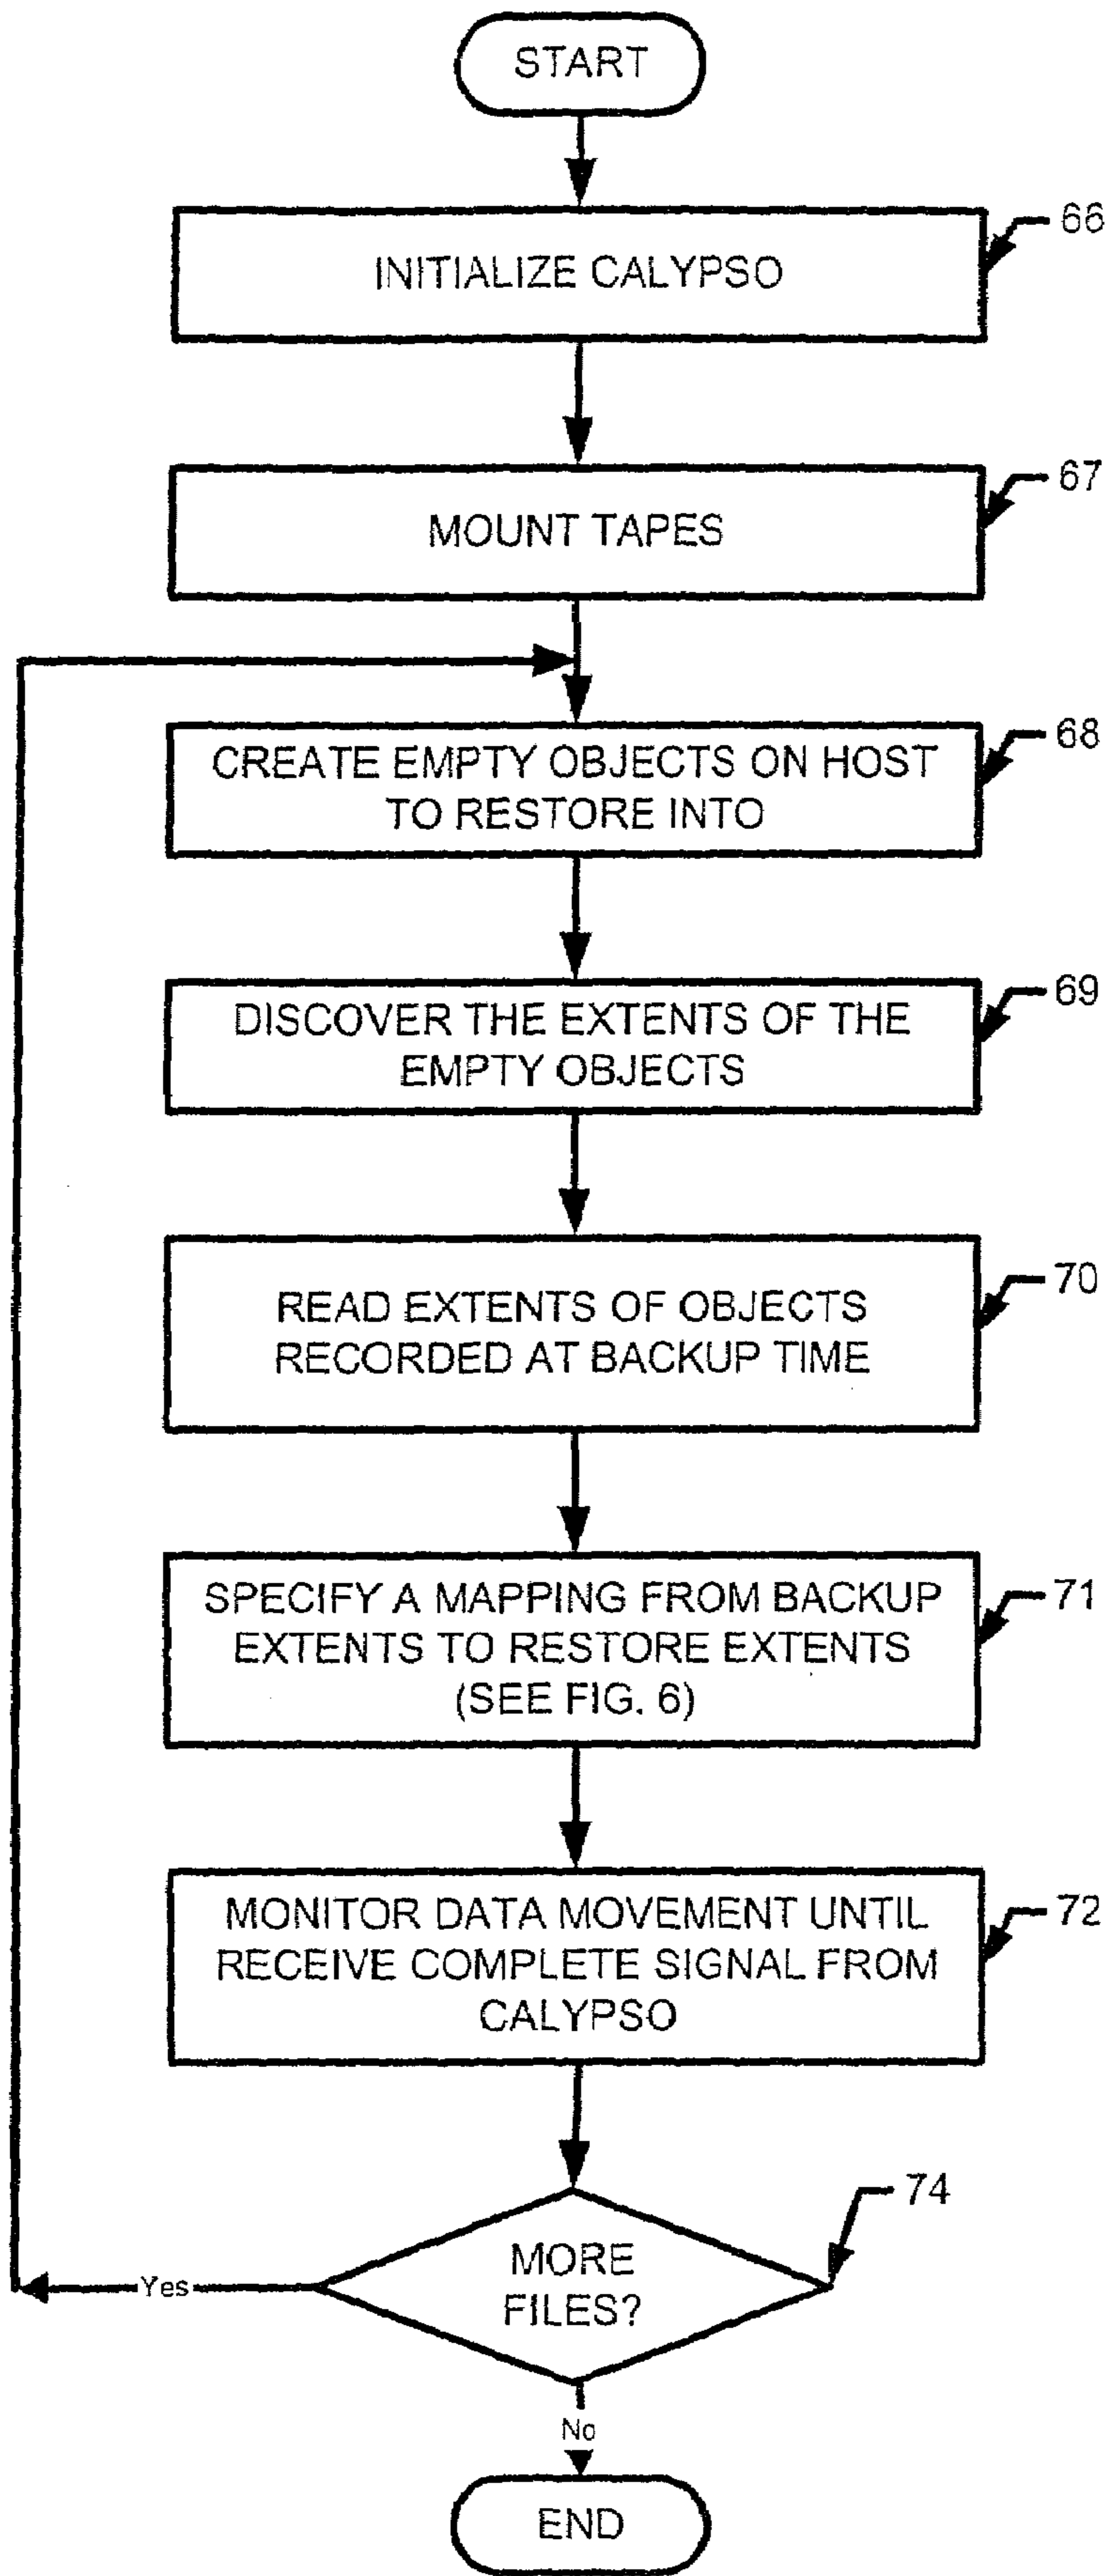 START
INITIALIZE CALYPSO
66
MOUNT TAPES
67
CREATE EMPTY OBJECTS ON HOST
TO RESTORE INTO
68
DISCOVER THE EXTENTS OF THE
EMPTY OBJECTS
69
READ EXTENTS OF OBJECTS
RECORDED AT BACKUP TIME
70
SPECIFY A MAPPING FROM BACKUP
EXTENTS TO RESTORE EXTENTS
(SEE FIG. 6)
71
MONITOR DATA MOVEMENT UNTIL
RECEIVE COMPLETE SIGNAL FROM
CALYPSO
72
MORE
FILES?
74
Yes
No
END